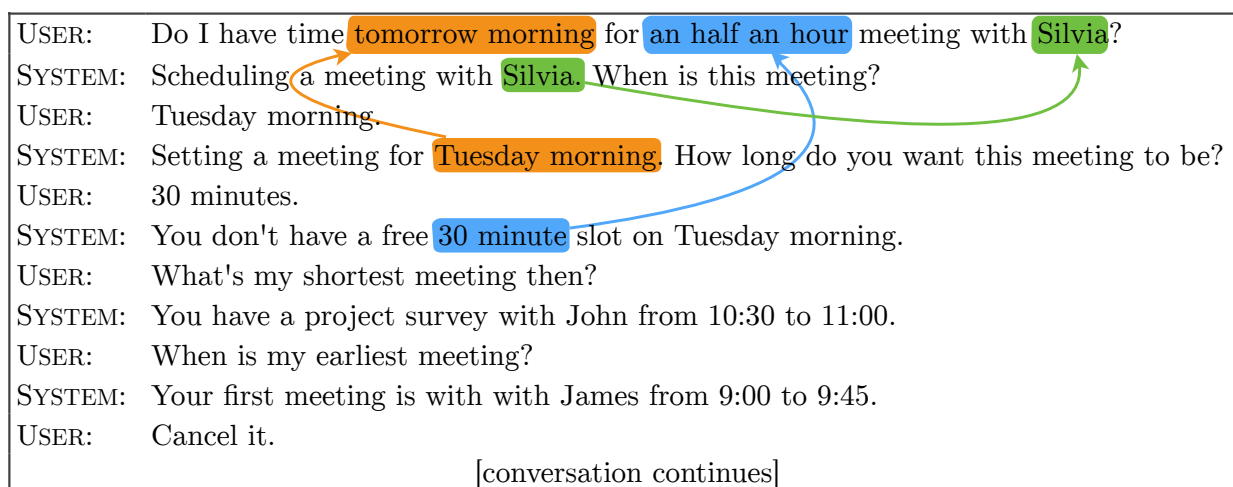 USER: Do I have time tomorrow morning for an half an hour meeting with Silvia?
SYSTEM: Scheduling a meeting with Silvia. When is this meeting?
USER: Tuesday morning.
SYSTEM: Setting a meeting for Tuesday morning. How long do you want this meeting to be?
USER: 30 minutes.
SYSTEM: You don't have a free 30 minute slot on Tuesday morning.
USER: What's my shortest meeting then?
SYSTEM: You have a project survey with John from 10:30 to 11:00.
USER: When is my earliest meeting?
SYSTEM: Your first meeting is with with James from 9:00 to 9:45.
USER: Cancel it.
[conversation continues]